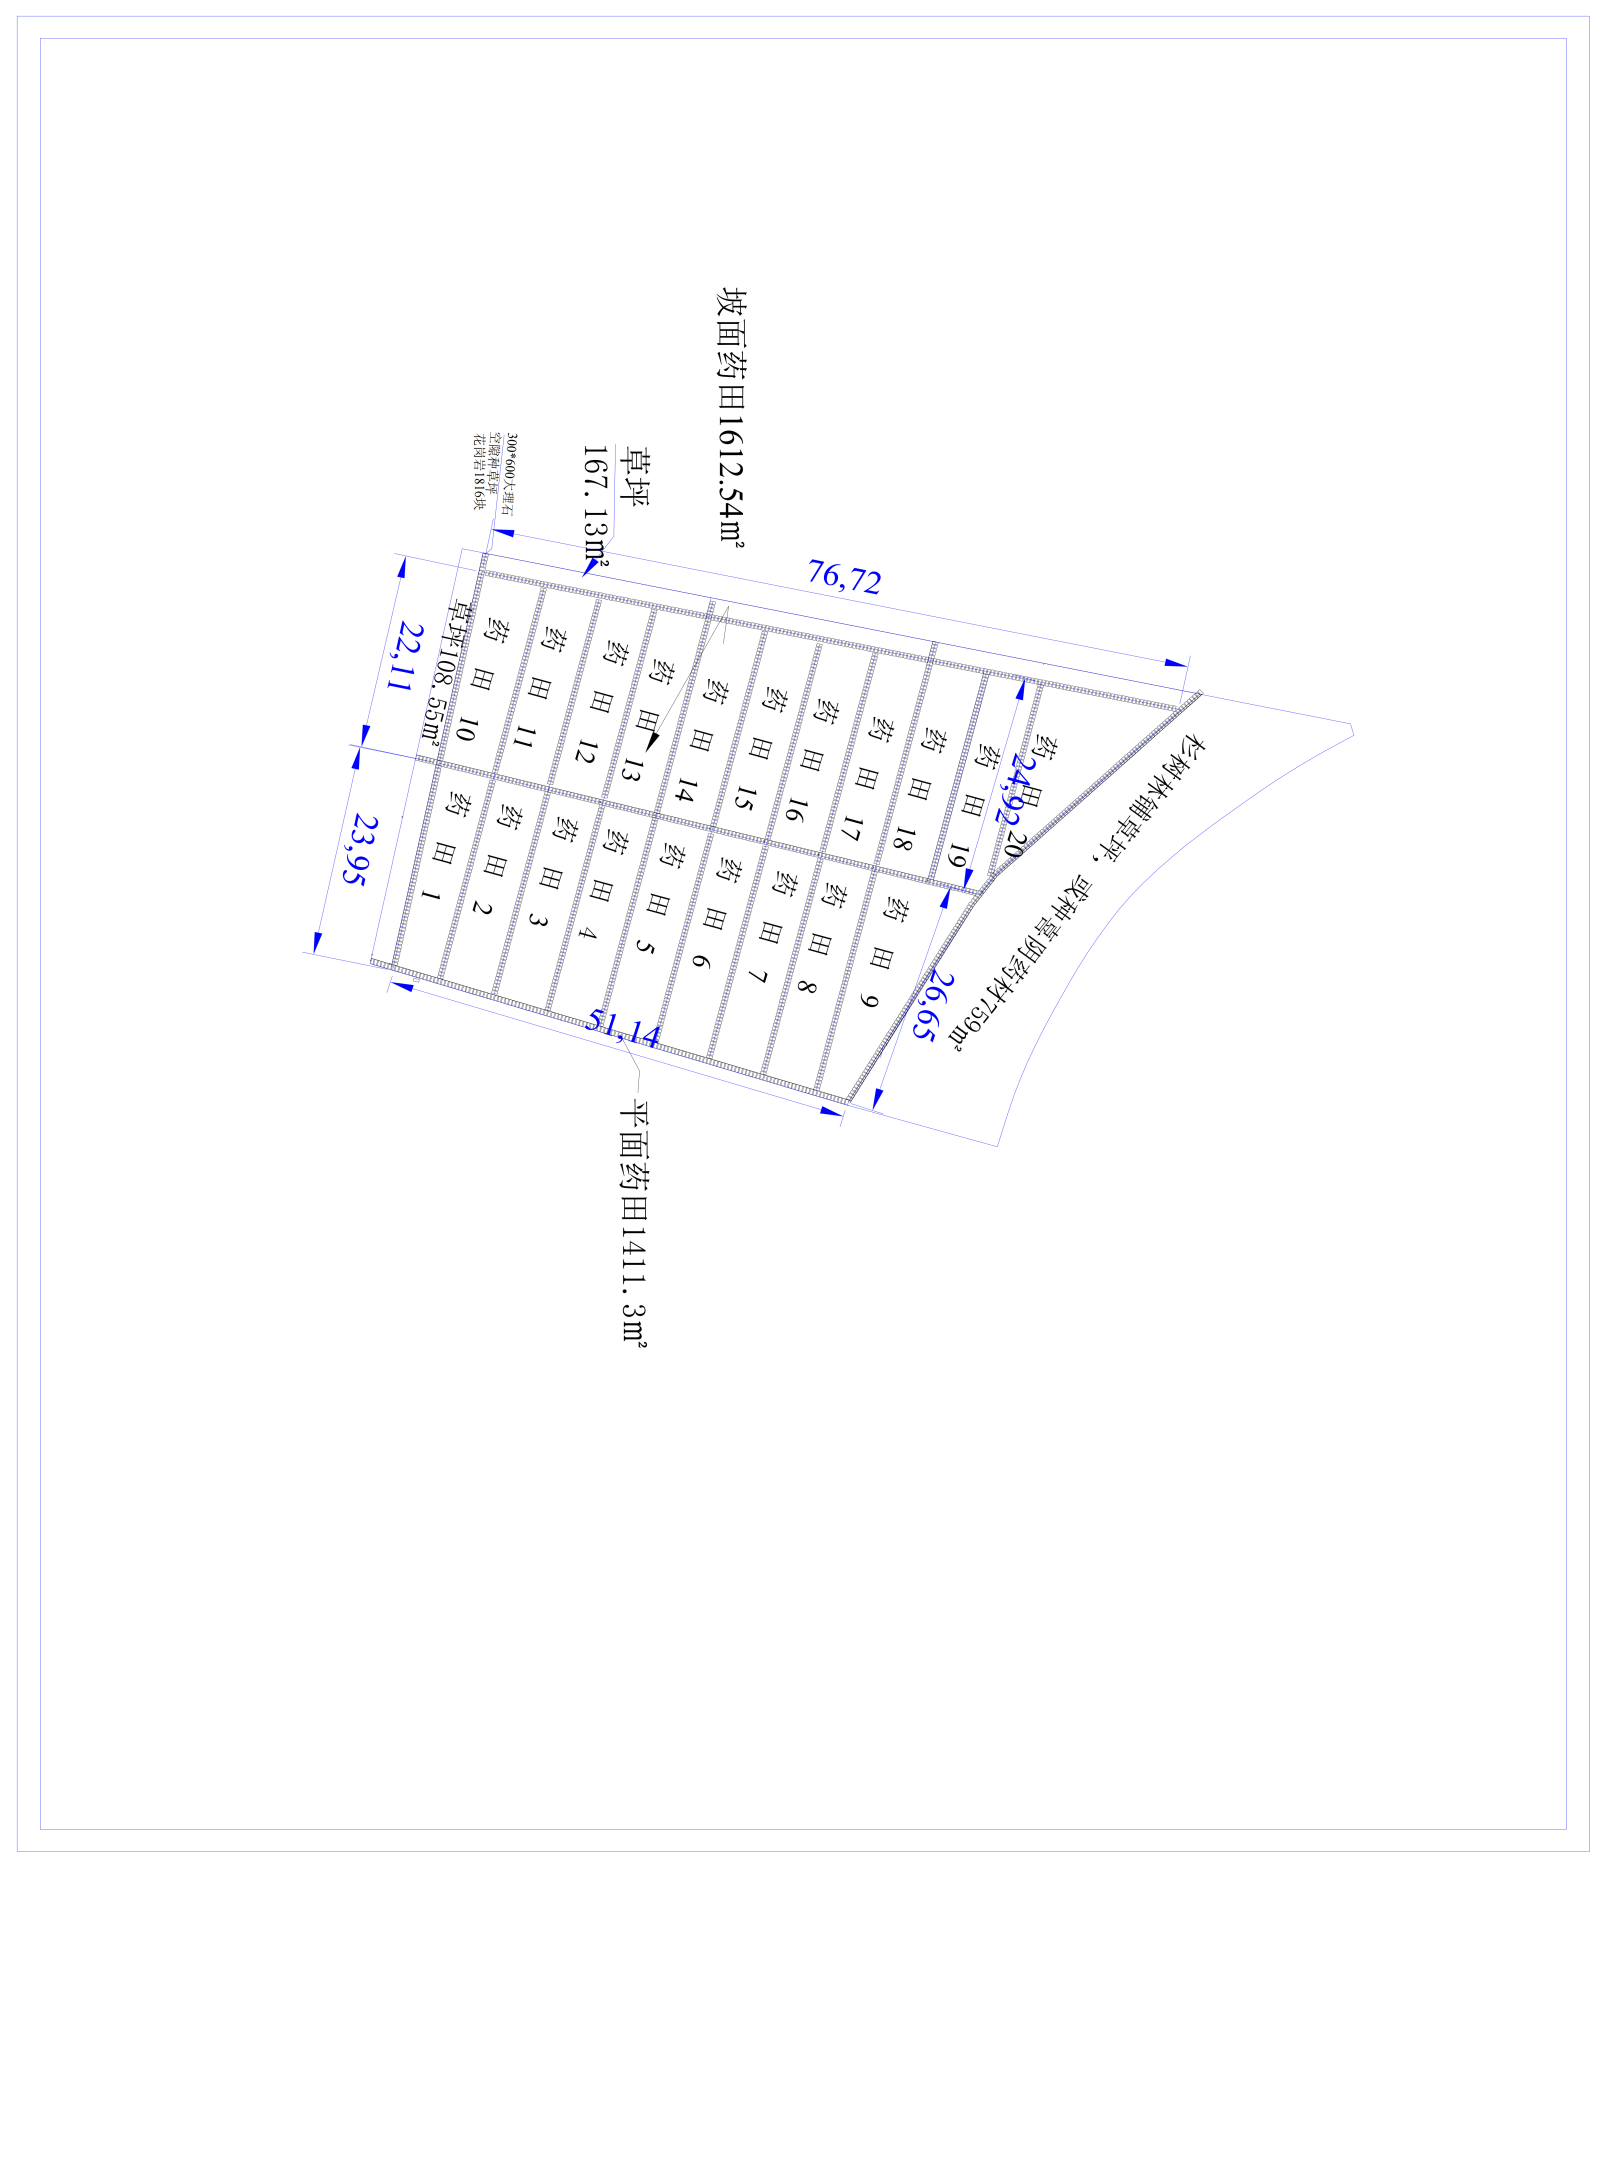 坡面药田1612.54m²
草坪
167.13m²
300*600大理石
空隙种草坪
花岗岩1816块
76,72
22,11
23,95
草坪108.55m²
药田10
药田11
药田12
药田13
药田14
药田15
药田16
药田17
药田18
药田19
药田20
24,92
药田1
药田2
药田3
药田4
药田5
药田6
药田7
药田8
药田9
26,65
51,14
杉树林铺草坪，或种喜阴药材759m²
平面药田1411.3m²